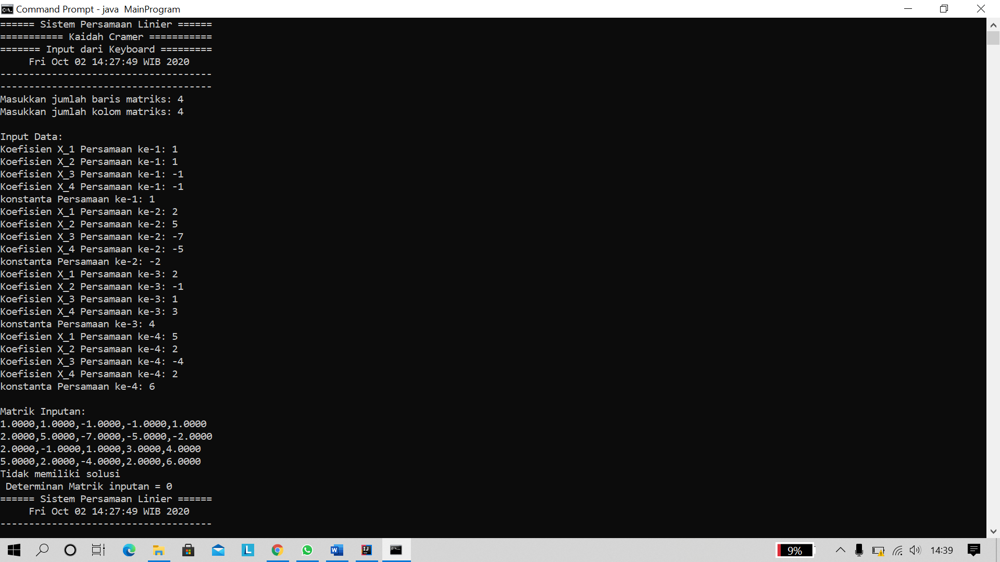 Command Prompt - java  MainProgram
====== Sistem Persamaan Linier ======
=========== Kaidah Cramer ===========
======= Input dari Keyboard =========
     Fri Oct 02 14:27:49 WIB 2020
-------------------------------------
-------------------------------------
Masukkan jumlah baris matriks: 4
Masukkan jumlah kolom matriks: 4

Input Data:
Koefisien X_1 Persamaan ke-1: 1
Koefisien X_2 Persamaan ke-1: 1
Koefisien X_3 Persamaan ke-1: -1
Koefisien X_4 Persamaan ke-1: -1
konstanta Persamaan ke-1: 1
Koefisien X_1 Persamaan ke-2: 2
Koefisien X_2 Persamaan ke-2: 5
Koefisien X_3 Persamaan ke-2: -7
Koefisien X_4 Persamaan ke-2: -5
konstanta Persamaan ke-2: -2
Koefisien X_1 Persamaan ke-3: 2
Koefisien X_2 Persamaan ke-3: -1
Koefisien X_3 Persamaan ke-3: 1
Koefisien X_4 Persamaan ke-3: 3
konstanta Persamaan ke-3: 4
Koefisien X_1 Persamaan ke-4: 5
Koefisien X_2 Persamaan ke-4: 2
Koefisien X_3 Persamaan ke-4: -4
Koefisien X_4 Persamaan ke-4: 2
konstanta Persamaan ke-4: 6

Matrik Inputan:
1.0000,1.0000,-1.0000,-1.0000,1.0000
2.0000,5.0000,-7.0000,-5.0000,-2.0000
2.0000,-1.0000,1.0000,3.0000,4.0000
5.0000,2.0000,-4.0000,2.0000,6.0000
Tidak memiliki solusi
 Determinan Matrik inputan = 0
====== Sistem Persamaan Linier ======
     Fri Oct 02 14:27:49 WIB 2020
-------------------------------------
9% 14:39